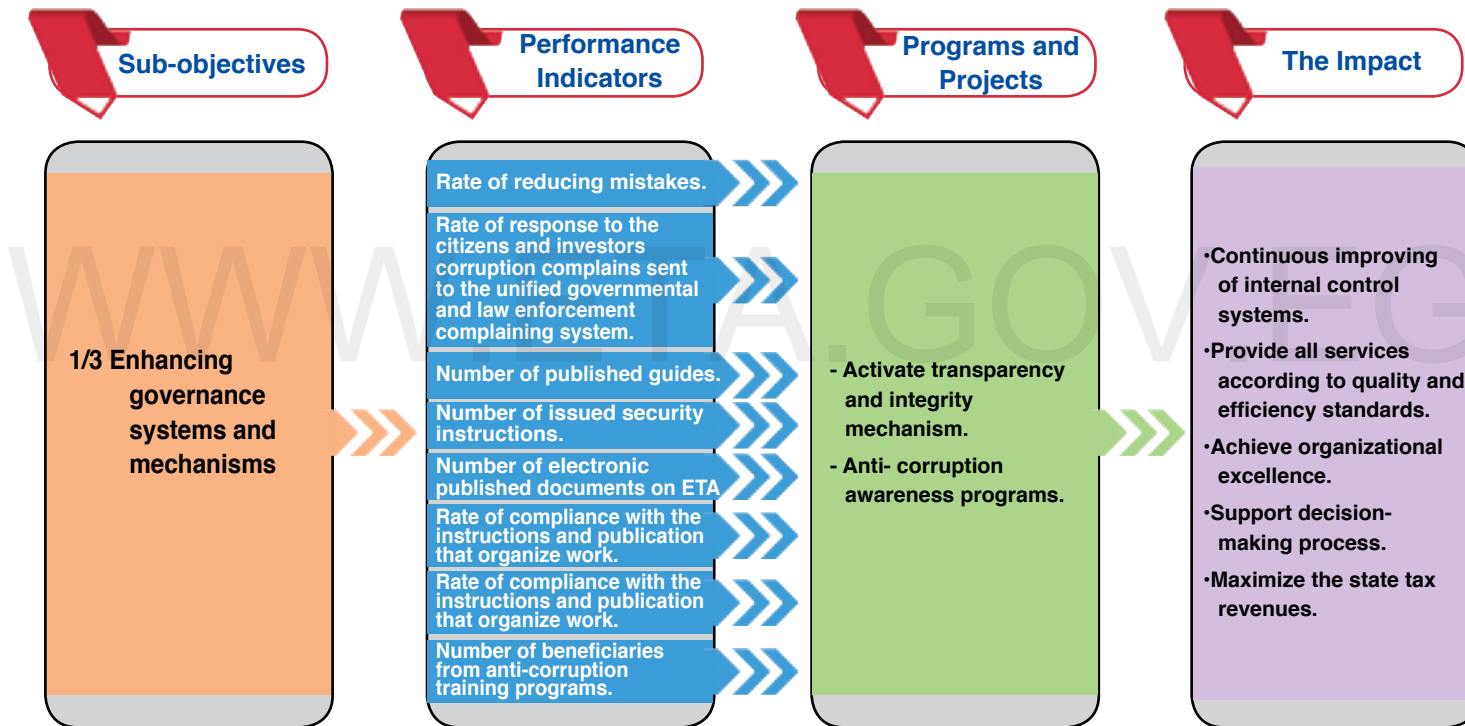 Sub-objectives
Performance
Indicators
Programs and
Projects
The Impact
1/3 Enhancing
governance
systems and
mechanisms
Rate of reducing mistakes.
Rate of response to the
citizens and investors
corruption complains sent
to the unified governmental
and law enforcement
complaining system.
Number of published guides.
Number of issued security
instructions.
Number of electronic
published documents on ETA
Rate of compliance with the
instructions and publication
that organize work.
Rate of compliance with the
instructions and publication
that organize work.
Number of beneficiaries
from anti-corruption
training programs.
- Activate transparency
and integrity
mechanism.
- Anti- corruption
awareness programs.
•Continuous improving
of internal control
systems.
•Provide all services
according to quality and
efficiency standards.
•Achieve organizational
excellence.
•Support decision-
making process.
•Maximize the state tax
revenues.
WWW.ETA.GOV.EG